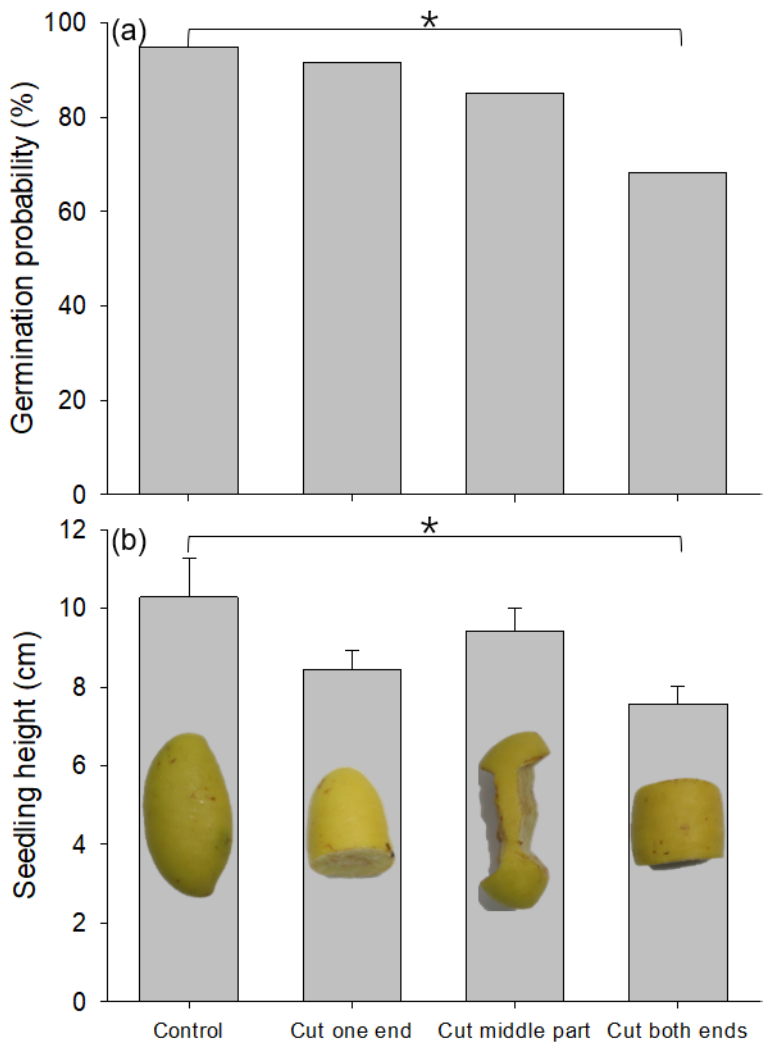 (a)
*
Germination probability (%)
100
80
60
40
20
0
(b)
*
Seedling height (cm)
12
10
8
6
4
2
0
Control
Cut one end
Cut middle part
Cut both ends